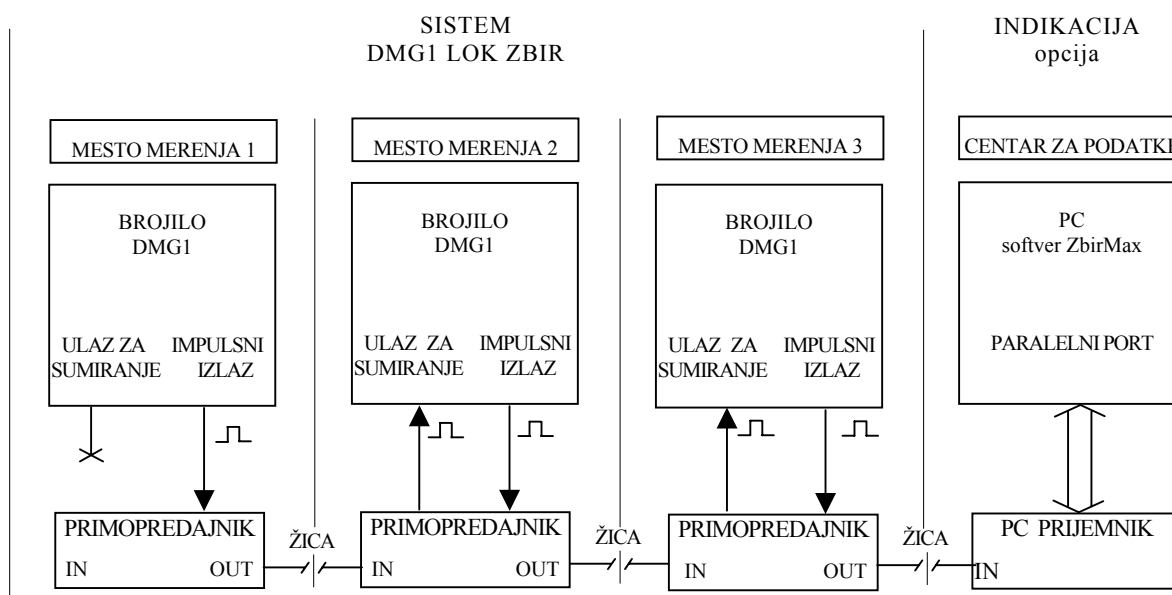 SISTEM
DMG1 LOK ZBIR
INDIKACIJA
opcija
MESTO MERENJA 1
MESTO MERENJA 2
MESTO MERENJA 3
CENTAR ZA PODATKE
BROJILO
DMG1
BROJILO
DMG1
BROJILO
DMG1
PC
softver ZbirMax
ULAZ ZA
SUMIRANJE
IMPULSNI
IZLAZ
ULAZ ZA
SUMIRANJE
IMPULSNI
IZLAZ
ULAZ ZA
SUMIRANJE
IMPULSNI
IZLAZ
PARALELNI PORT
PRIMOPREDAJNIK
IN OUT
ŽICA
PRIMOPREDAJNIK
IN OUT
ŽICA
PRIMOPREDAJNIK
IN OUT
ŽICA
PC PRIJEMNIK
IN